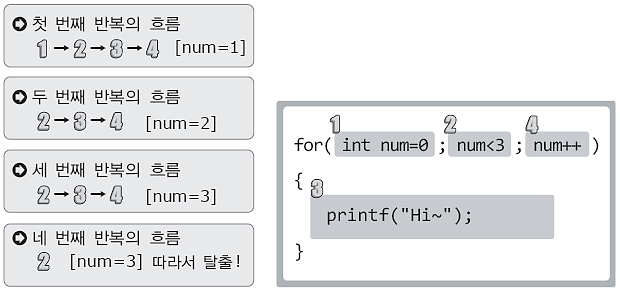 첫 번째 반복의 흐름
1→2→3→4 [num=1]
두 번째 반복의 흐름
2→3→4 [num=2]
세 번째 반복의 흐름
2→3→4 [num=3]
네 번째 반복의 흐름
2 [num=3] 따라서 탈출!
1 2 4
for( int num=0 ; num<3 ; num++ )
{
3
printf("Hi~");
}